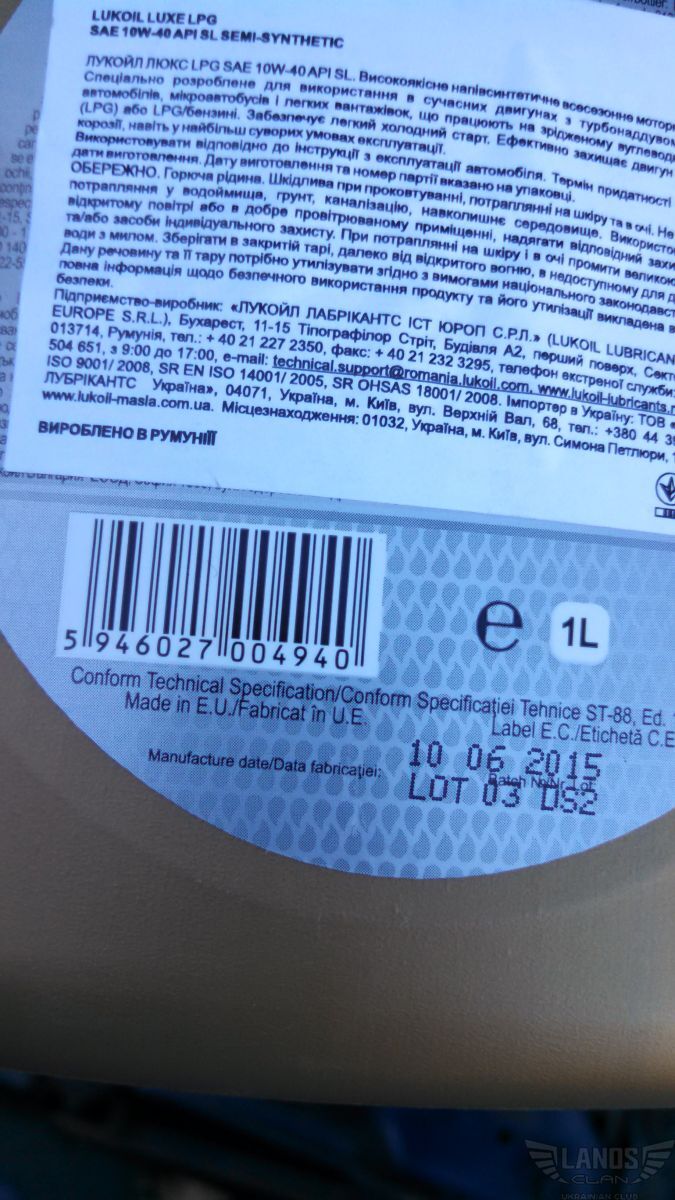 LUKOIL LUXE LPG
SAE 10W-40 API SL SEMI-SYNTHETIC
ЛУКОЙЛ ЛЮКС LPG SAE 10W-40 API SL. Високоякісне напівсинтетичне всесезонне
Спеціально розроблене для використання в сучасних двигунах з турбонаддувом
автомобілів, мікроавтобусів і легких вантажівок, що працюють на зрідженому
(LPG) або LPG/бензині. Забезпечує легкий холодний старт. Ефективно захищає двигун
корозії, навіть у найбільш суворих умовах експлуатації.
Використовувати відповідно до інструкції з експлуатації автомобіля. Термін придатності
дати виготовлення. Дату виготовлення та номер партії вказано на упаковці.
ОБЕРЕЖНО. Горюча рідина. Шкідлива при проковтуванні, потраплянні на шкіру та в очі. Не
потрапляння у водоймища, ґрунт, каналізацію, навколишнє середовище.
відкритому повітрі або в добре провітрюваному приміщенні, надягати відповідний
та/або засоби індивідуального захисту. При потраплянні на шкіру і в очі промити великою
води з милом. Зберігати в закритій тарі, далеко від відкритого вогню, в недоступному для
Дану речовину та її тару потрібно утилізувати згідно з вимогами національного
повна інформація щодо безпечного використання продукту та його утилізації викладена в
безпеки.
Підприємство-виробник: «ЛУКОЙЛ ЛАБРІКАНТС ІСТ ЮРОП С.Р.Л.» (LUKOIL
EUROPE S.R.L.), Бухарест, 11-15 Тіпографілор Стріт, Будівля А2, перший поверх,
013714, Румунія, тел.: + 40 21 227 2350, факс: + 40 21 232 3295, телефон екстреної служби:
504 651, з 9:00 до 17:00, e-mail: technical.support@romania.lukoil.com, www.lukoil-lubricants.
ISO 9001/ 2008, SR EN ISO 14001/ 2005, SR OHSAS 18001/ 2008. Імпортер в Україну: ТОВ «
ЛУБРІКАНТС Україна», 04071, Україна, м. Київ, вул. Верхній Вал, 68, тел.: +380 44
www.lukoil-masla.com.ua. Місцезнаходження: 01032, Україна, м. Київ, вул. Симона Петлюри,
ВИРОБЛЕНО В РУМУНІЇ
5 946027 004940
e 1L
Conform Technical Specification/Conform Specificației Tehnice ST-88, Ed.
Made in E.U./Fabricat în U.E.
Label E.C./Etichetă C.E
Manufacture date/Data fabricației:
10 06 2015
Batch No/Nr. Lot
LOT 03 DS2
LANOS
CLAN
UKRAINIAN CLUB